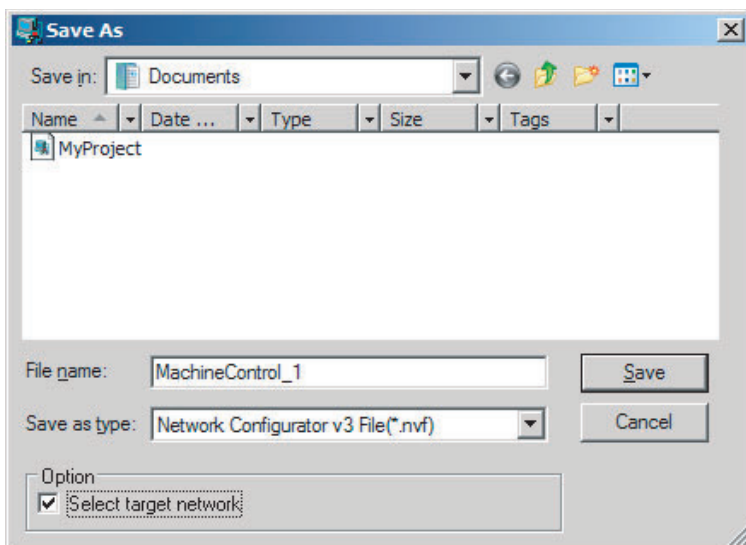 Save As
Save in: Documents
Name Date ... Type Size Tags
MyProject
File name: MachineControl_1 Save
Save as type: Network Configurator v3 File(*.nvf) Cancel
Option
Select target network